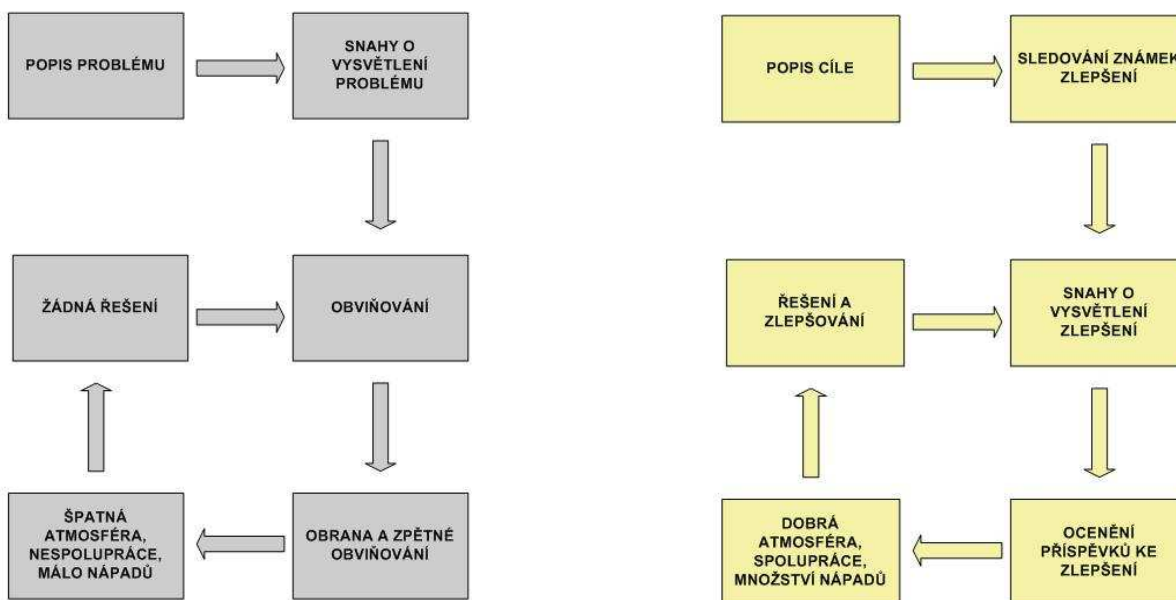 POPIS PROBLÉMU
SNAHY O
VYSVĚTLENÍ
PROBLÉMU
ŽÁDNÁ ŘEŠENÍ
OBVIŇOVÁNÍ
ŠPATNÁ
ATMOSFÉRA,
NESPOLUPRÁCE,
MÁLO NÁPADŮ
OBRANA A ZPĚTNÉ
OBVIŇOVÁNÍ
POPIS CÍLE
SLEDOVÁNÍ ZNÁMEK
ZLEPŠENÍ
ŘEŠENÍ A
ZLEPŠOVÁNÍ
SNAHY O
VYSVĚTLENÍ
ZLEPŠENÍ
DOBRÁ
ATMOSFÉRA,
SPOLUPRÁCE,
MNOŽSTVÍ NÁPADŮ
OCENĚNÍ
PŘÍSPĚVKŮ KE
ZLEPŠENÍ